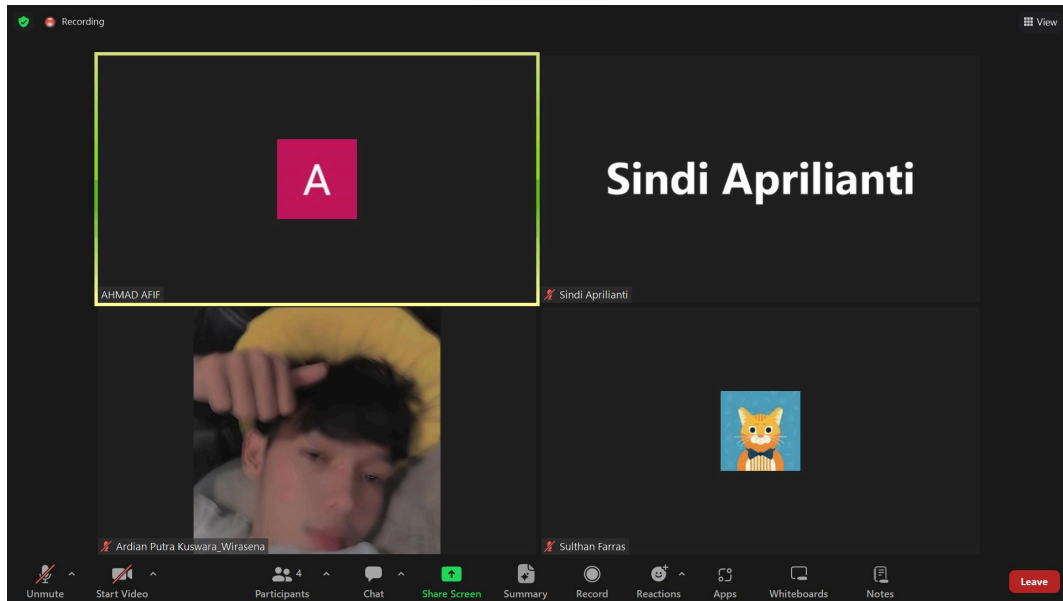 Recording
View
A
AHMAD AFIF
Sindi Aprilianti
Sindi Aprilianti
Ardian Putra Kuswara_Wirasena
Sulthan Farras
Unmute
Start Video
4
Participants
Chat
Share Screen
Summary
Record
Reactions
Apps
Whiteboards
Notes
Leave